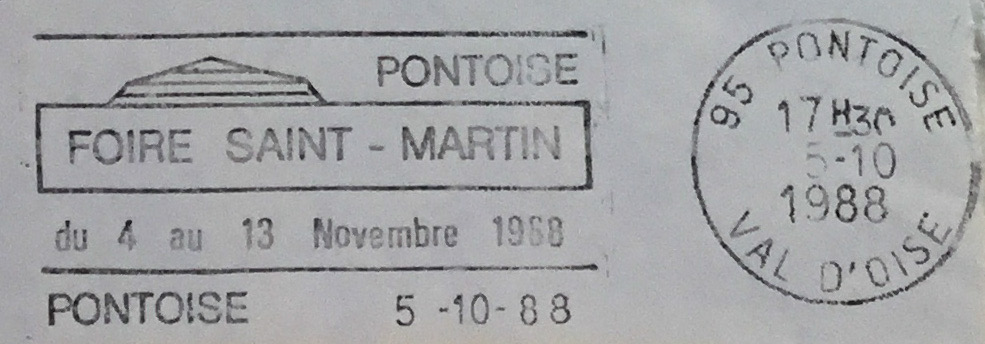 PONTOISE
FOIRE SAINT-MARTIN
du 4 au 13 Novembre 1988
PONTOISE 5-10-88
95 PONTOISE
17H30
5-10
1988
VAL D'OISE